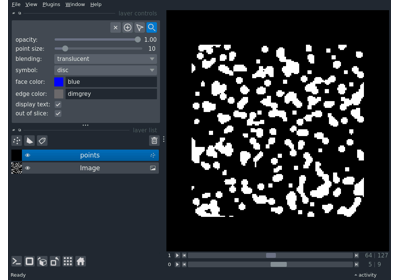 File View Plugins Window Help
layer controls
opacity: 1.00
point size: 10
blending: translucent
symbol: disc
face color: blue
edge color: dimgrey
display text:
out of slice:
layer list
points
Image
1 64 127
0 5 9
Ready activity